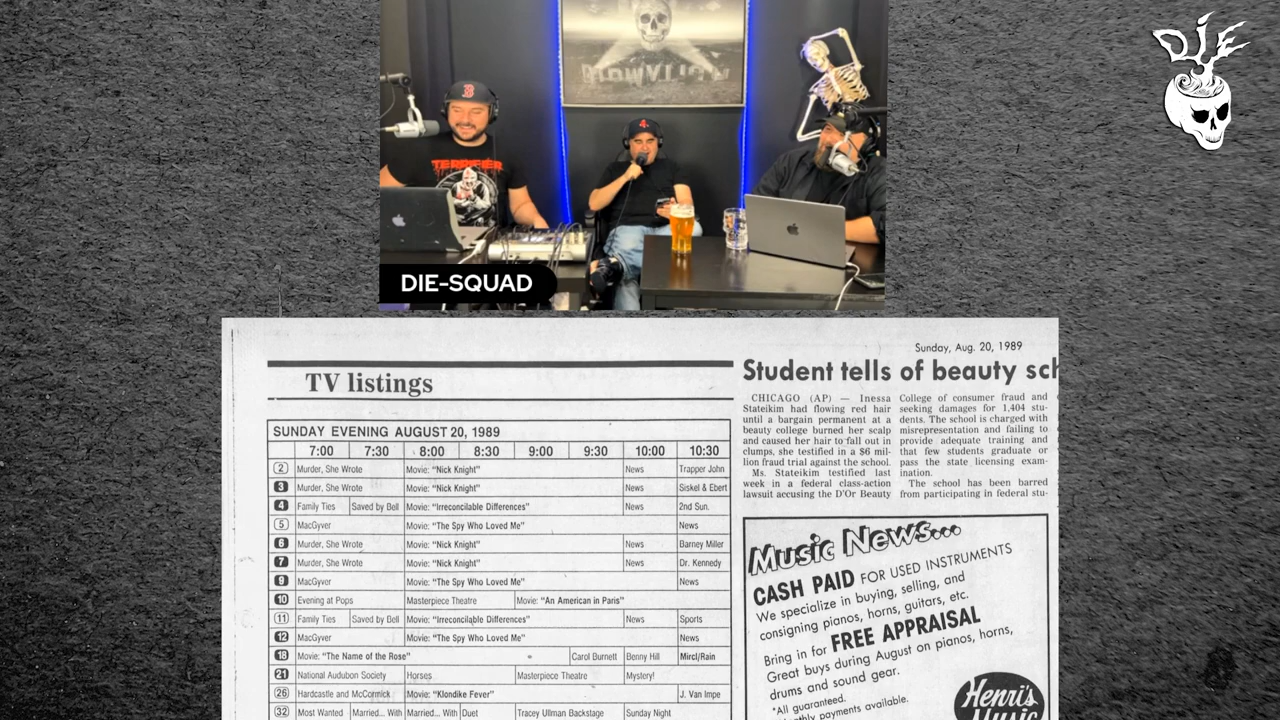 DIE
B
TERRIFIER
DIE-SQUAD
Sunday, Aug. 20, 1989
TV listings
SUNDAY EVENING AUGUST 20, 1989
7:00 7:30 8:00 8:30 9:00 9:30 10:00 10:30
2 Murder, She Wrote Movie: "Nick Knight" News Trapper John
3 Murder, She Wrote Movie: "Nick Knight" Siskel & Ebert
4 Family Ties Saved by Bell Movie: "Irreconcilable Differences" News 2nd Sun.
5 MacGyver Movie: "The Spy Who Loved Me" News
6 Murder, She Wrote Movie: "Nick Knight" News Barney Miller
7 Murder, She Wrote Movie: "Nick Knight" News Dr. Kennedy
9 MacGyver Movie: "The Spy Who Loved Me" News
10 Evening at Pops Masterpiece Theatre Movie: "An American in Paris"
11 Family Ties Saved by Bell Movie: "Irreconcilable Differences" News Sports
12 MacGyver Movie: "The Spy Who Loved Me" News
18 Movie: "The Name of the Rose" Carol Burnett Benny Hill Mircl/Rain
21 National Audubon Society Horses Masterpiece Theatre Mystery!
26 Hardcastle and McCormick Movie: "Klondike Fever" J. Van Impe
32 Most Wanted Married... With Married... With Duet Tracey Ullman Backstage Sunday Night
Student tells of beauty sch
CHICAGO (AP) — Inessa
Stateikim had flowing red hair
until a bargain permanent at a
beauty college burned her scalp
and caused her hair to fall out in
clumps, she testified in a $6 mil-
lion fraud trial against the school.
Ms. Stateikim testified last
week in a federal class-action
lawsuit accusing the D'Or Beauty
College of consumer fraud and
seeking damages for 1,404 stu-
dents. The school is charged with
misrepresentation and failing to
provide adequate training and
that few students graduate or
pass the state licensing exam-
ination.
The school has been barred
from participating in federal stu-
Music News...
CASH PAID FOR USED INSTRUMENTS
We specialize in buying, selling, and
consigning pianos, horns, guitars, etc.
Bring in for FREE APPRAISAL
Great buys during August on pianos, horns,
drums and sound gear.
*All guaranteed.
payments available.
Henri's
Music